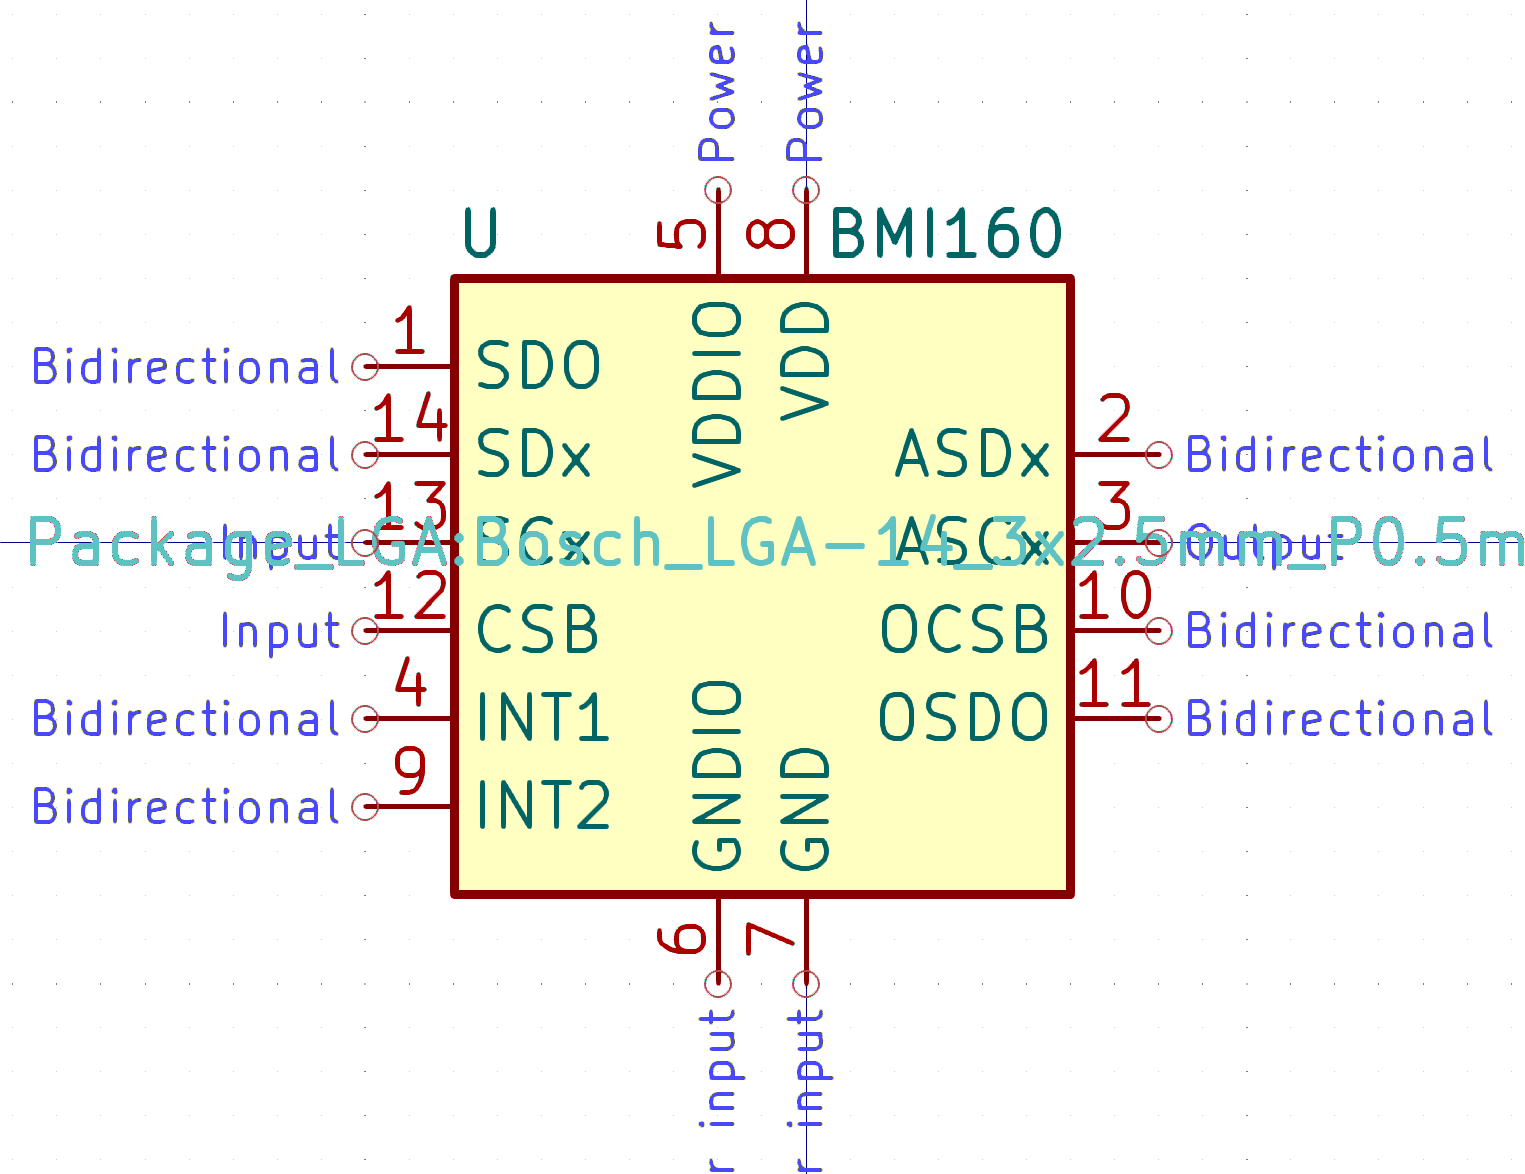 Power
Power
U
5
8
BMI160
1
Bidirectional
SDO
VDDIO
VDD
14
Bidirectional
SDx
ASDx
2
Bidirectional
13
Input
SCx
ASCx
3
Output
Package_LGA:Bosch_LGA-14_3x2.5mm_P0.5m
12
Input
CSB
OCSB
10
Bidirectional
4
Bidirectional
INT1
GNDIO
GND
OSDO
11
Bidirectional
9
Bidirectional
INT2
6
7
r input
r input